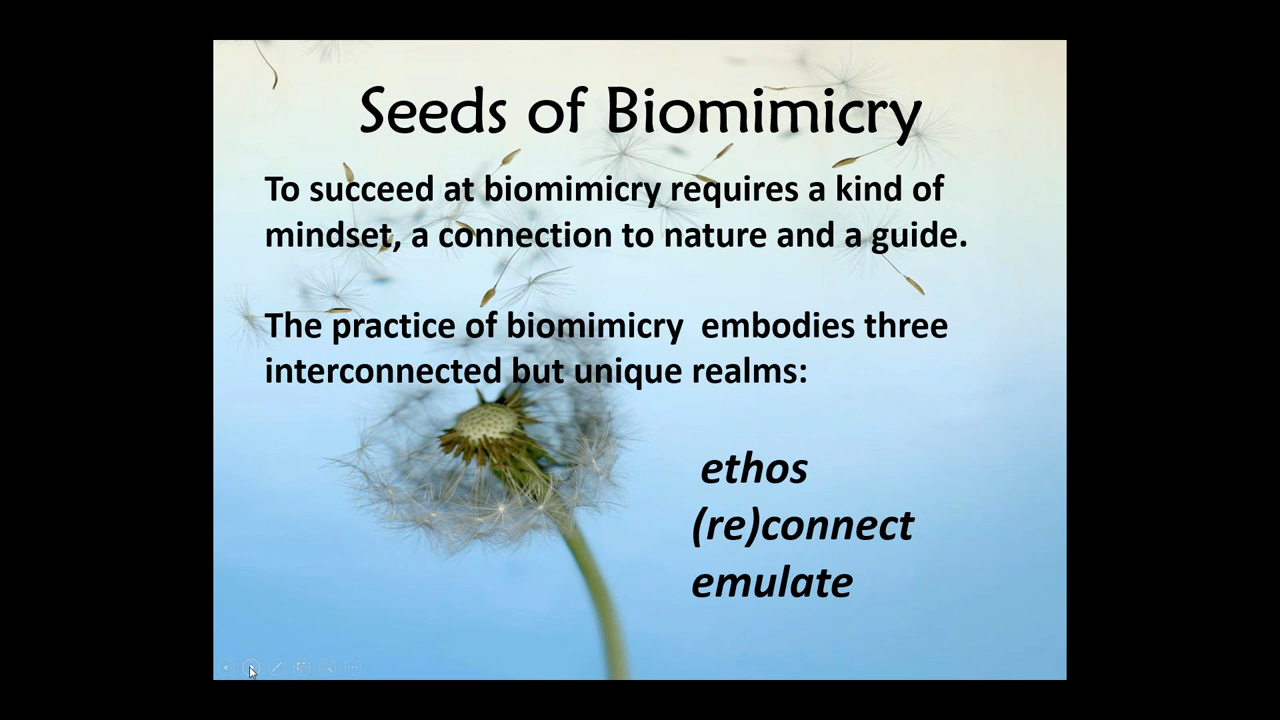 Seeds of Biomimicry
To succeed at biomimicry requires a kind of
mindset, a connection to nature and a guide.
The practice of biomimicry  embodies three
interconnected but unique realms:
ethos
(re)connect
emulate